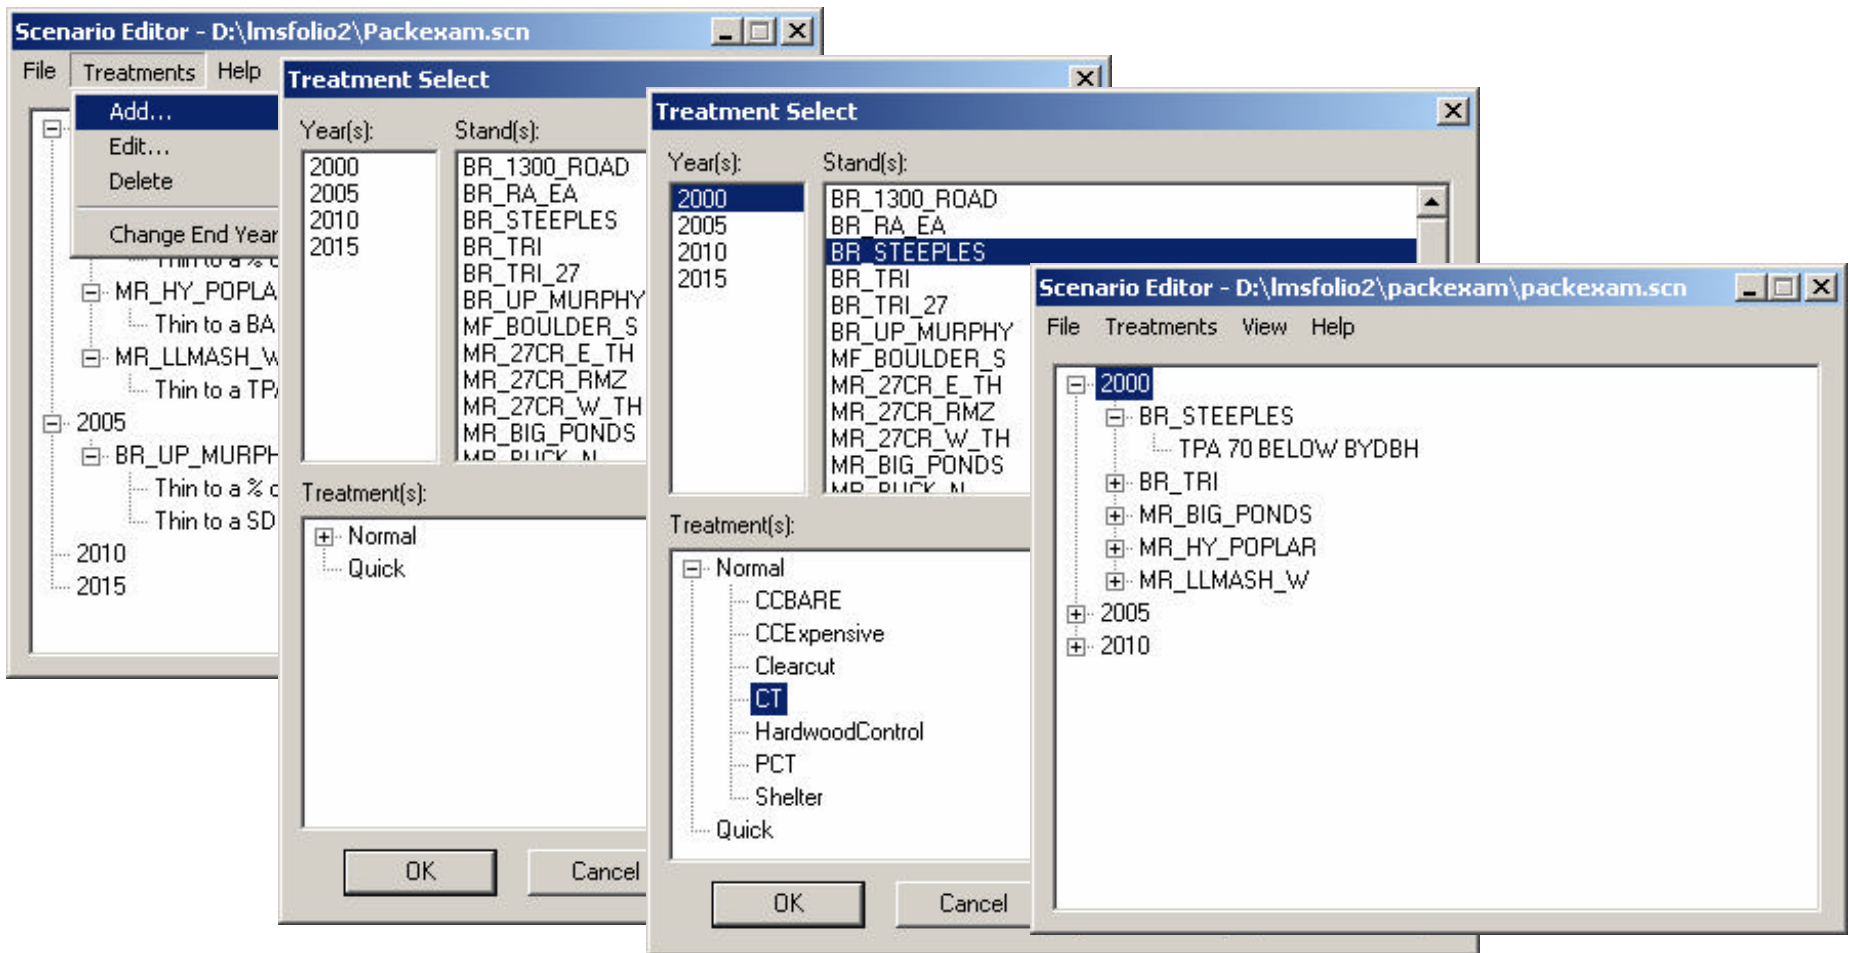 Scenario Editor - D:\lmsfolio2\Packexam.scn
File Treatments Help
Add...
Edit...
Delete
Change End Year
Thin to a %
MR_HY_POPLA
Thin to a BA
MR_LLMASH_W
Thin to a TPA
2005
BR_UP_MURPH
Thin to a %
Thin to a SD
2010
2015
Treatment Select
Year(s): Stand(s):
2000
2005
2010
2015
BR_1300_ROAD
BR_RA_EA
BR_STEEPLES
BR_TRI
BR_TRI_27
BR_UP_MURPHY
MF_BOULDER_S
MR_27CR_E_TH
MR_27CR_RMZ
MR_27CR_W_TH
MR_BIG_PONDS
MR_BUCK_N
Treatment(s):
Normal
Quick
OK Cancel
Treatment Select
Year(s): Stand(s):
2000
2005
2010
2015
BR_1300_ROAD
BR_RA_EA
BR_STEEPLES
BR_TRI
BR_TRI_27
BR_UP_MURPHY
MF_BOULDER_S
MR_27CR_E_TH
MR_27CR_RMZ
MR_27CR_W_TH
MR_BIG_PONDS
MR_BUCK_N
Treatment(s):
Normal
CCBARE
CCExpensive
Clearcut
CT
HardwoodControl
PCT
Shelter
Quick
OK Cancel
Scenario Editor - D:\lmsfolio2\packexam\packexam.scn
File Treatments View Help
2000
BR_STEEPLES
TPA 70 BELOW BYDBH
BR_TRI
MR_BIG_PONDS
MR_HY_POPLAR
MR_LLMASH_W
2005
2010